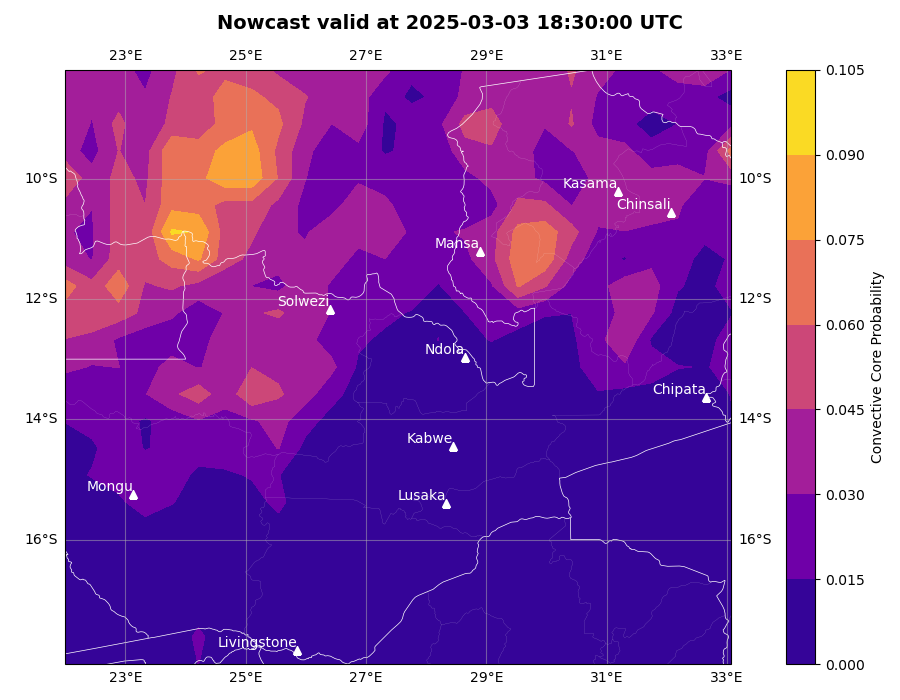 Nowcast valid at 2025-03-03 18:30:00 UTC
23°E 25°E 27°E 29°E 31°E 33°E
0.105
0.090
10°S 10°S
Kasama
Chinsali
0.075
Mansa
12°S 12°S
Solwezi
0.060
Ndola
Chipata
0.045
14°S 14°S
Kabwe
Mongu
Lusaka
0.030
16°S 16°S
0.015
Livingstone
0.000
23°E 25°E 27°E 29°E 31°E 33°E
Convective Core Probability